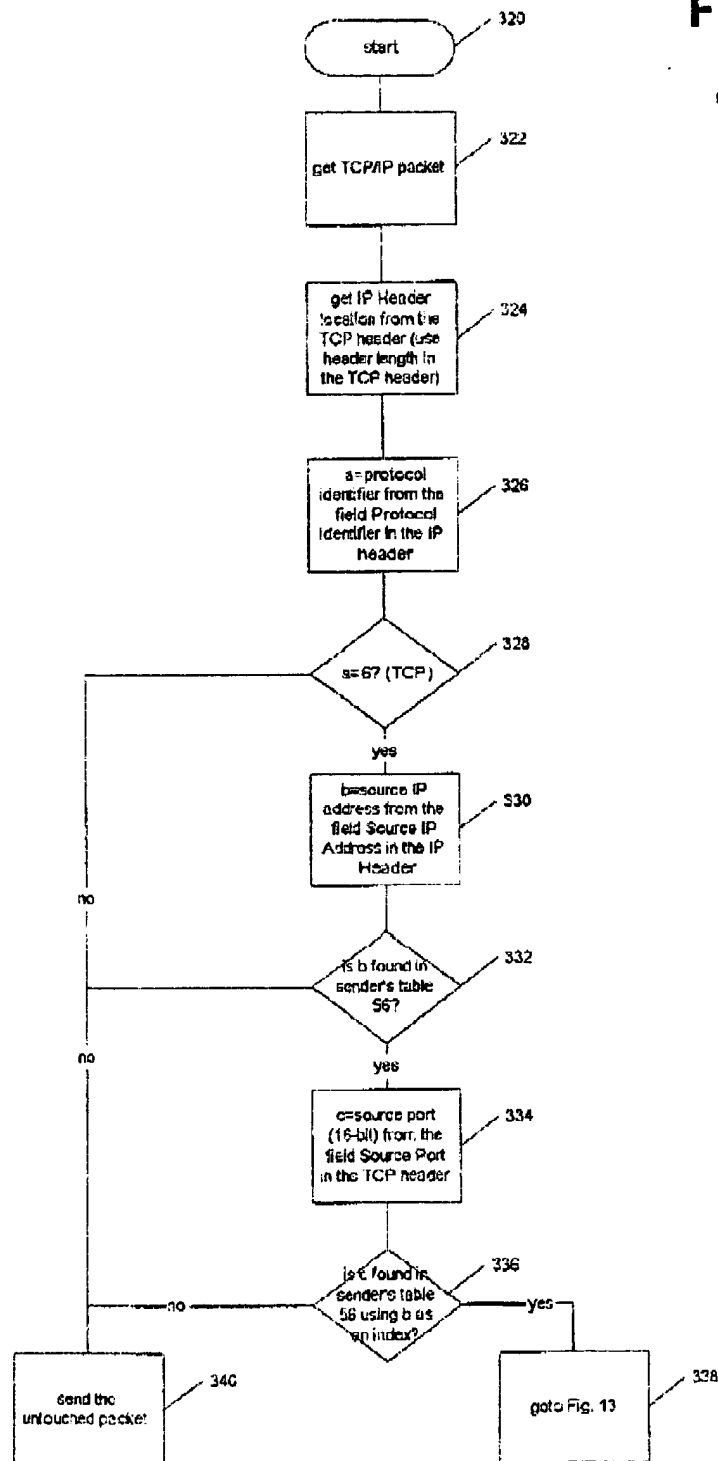 F
start
320
get TCP/IP packet
322
get IP Header
location from the
TCP header (use
header length in
the TCP header)
324
a=protocol
identifier from the
field Protocol
Identifier in the IP
header
326
a=6? (TCP)
328
yes
b=source IP
address from the
field Source IP
Address in the IP
Header
330
no
is b found in
sender's table
56?
332
no
yes
c=source port
(16-bit) from the
field Source Port
in the TCP header
334
is c found in
sender's table
56 using b as
an index?
336
no
yes
send the
untouched packet
340
goto Fig. 13
338